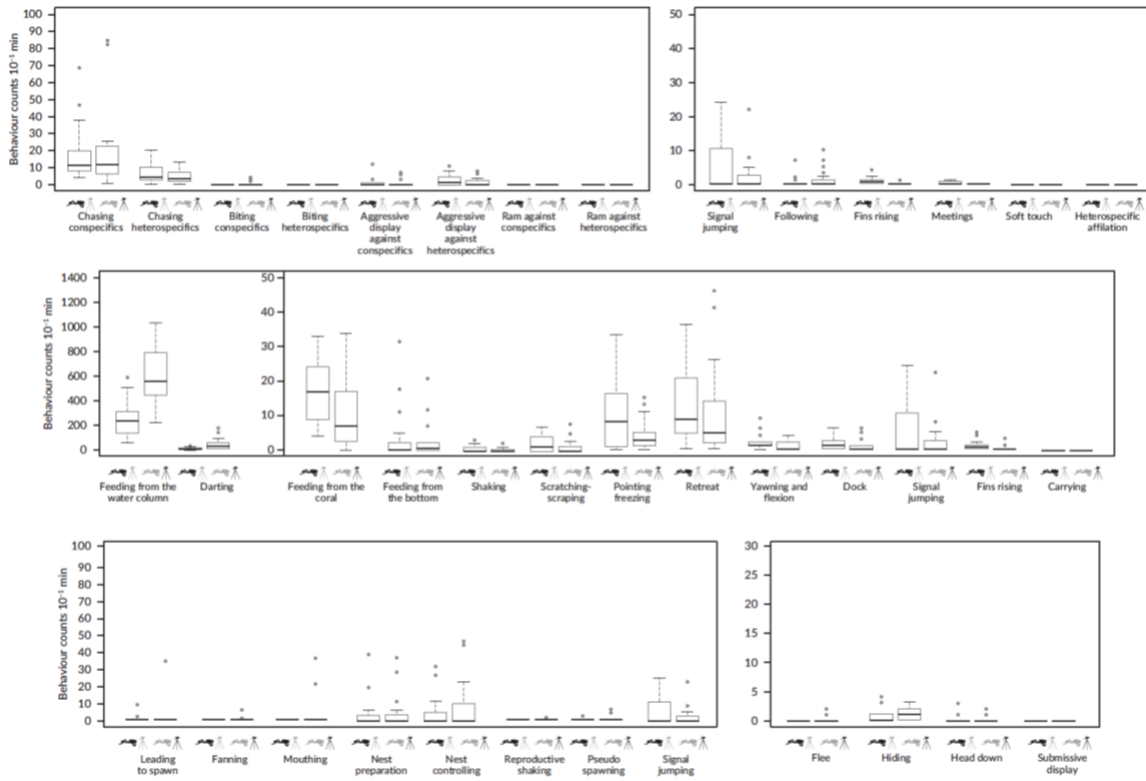 Behaviour counts 10⁻¹ min
100
90
80
70
60
50
40
30
20
10
0
Chasing
conspecifics
Chasing
heterospecifics
Biting
conspecifics
Biting
heterospecifics
Aggressive
display
against
conspecifics
Aggressive
display
against
heterospecifics
Ram against
conspecifics
Ram against
heterospecifics
50
40
30
20
10
0
Signal
jumping
Following
Fins rising
Meetings
Soft touch
Heterospecific
affilation
Behaviour counts 10⁻¹ min
1400
1200
1000
800
600
400
200
0
Feeding from the
water column
Darting
50
40
30
20
10
0
Feeding from the
coral
Feeding from
the bottom
Shaking
Scratching-
scraping
Pointing
freezing
Retreat
Yawning and
flexion
Dock
Signal
jumping
Fins rising
Carrying
Behaviour counts 10⁻¹ min
100
90
80
70
60
50
40
30
20
10
0
Leading
to spawn
Fanning
Mouthing
Nest
preparation
Nest
controlling
Reproductive
shaking
Pseudo
spawning
Signal
jumping
30
25
20
15
10
5
0
Flee
Hiding
Head down
Submissive
display